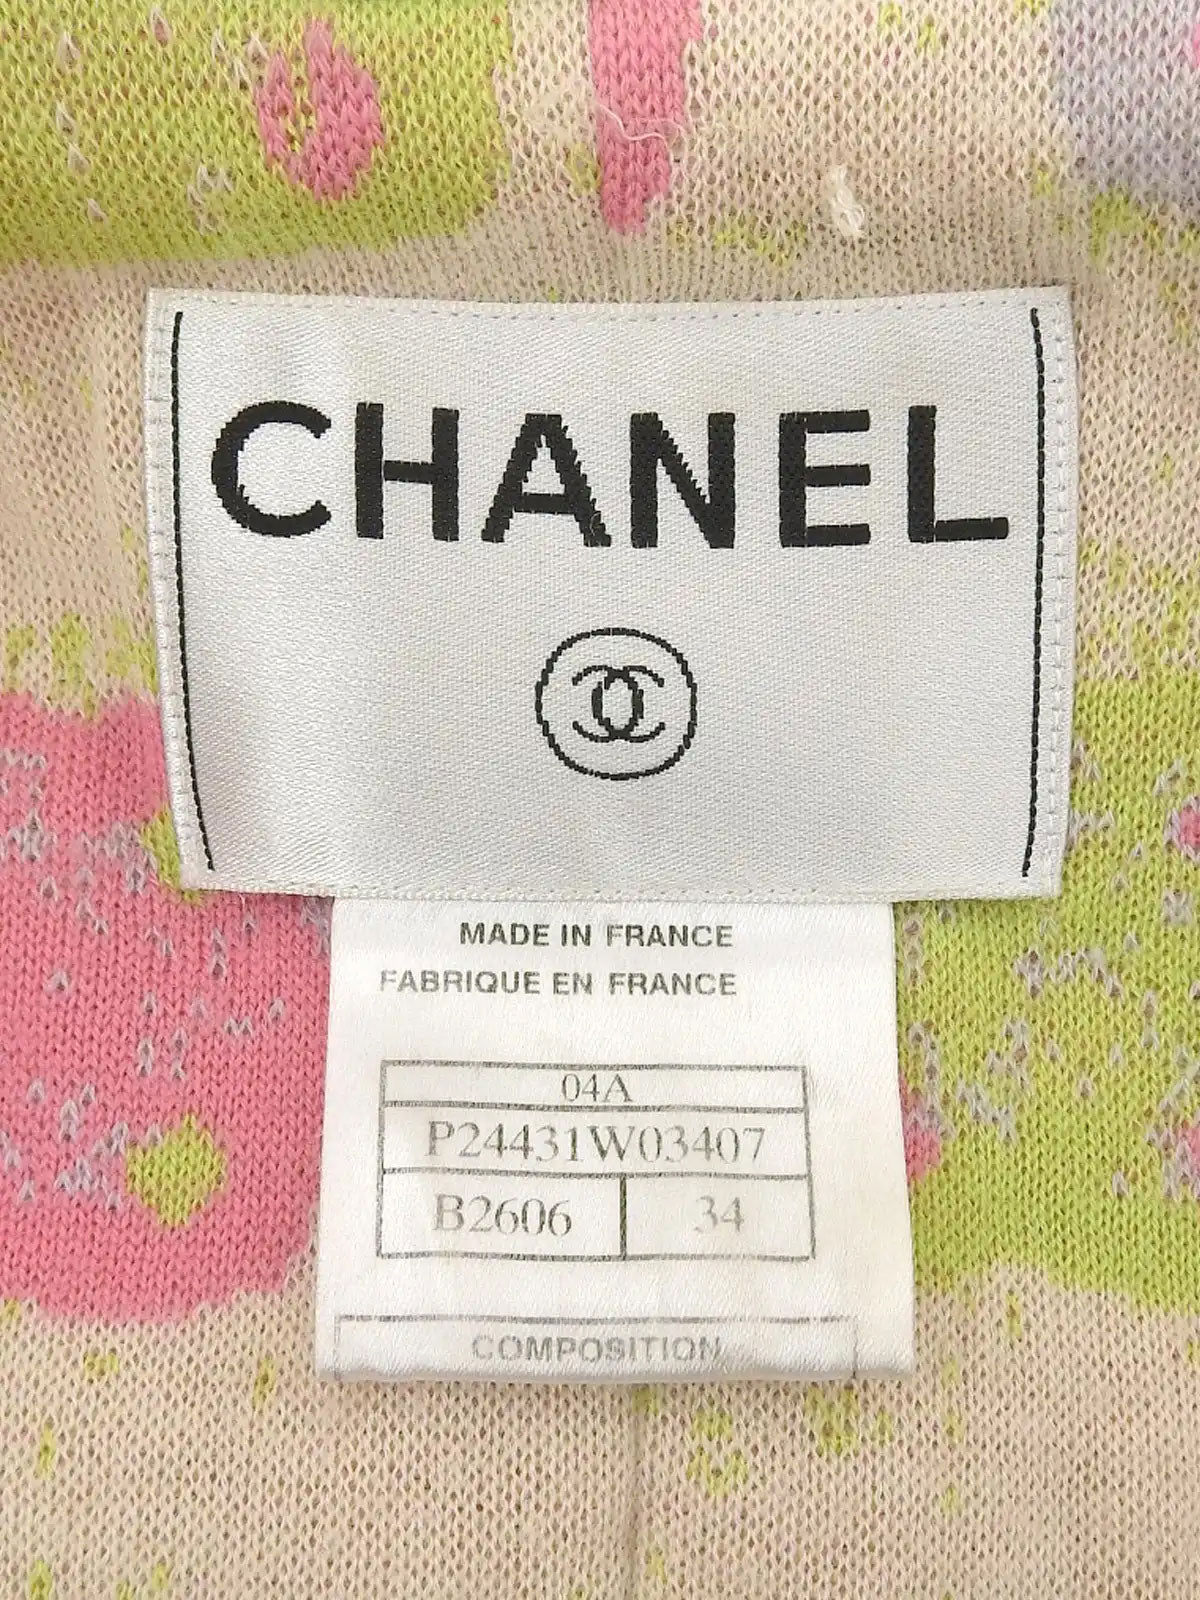 CHANEL
MADE IN FRANCE
FABRIQUE EN FRANCE
04A
P24431W03407
B2606 34
COMPOSITION